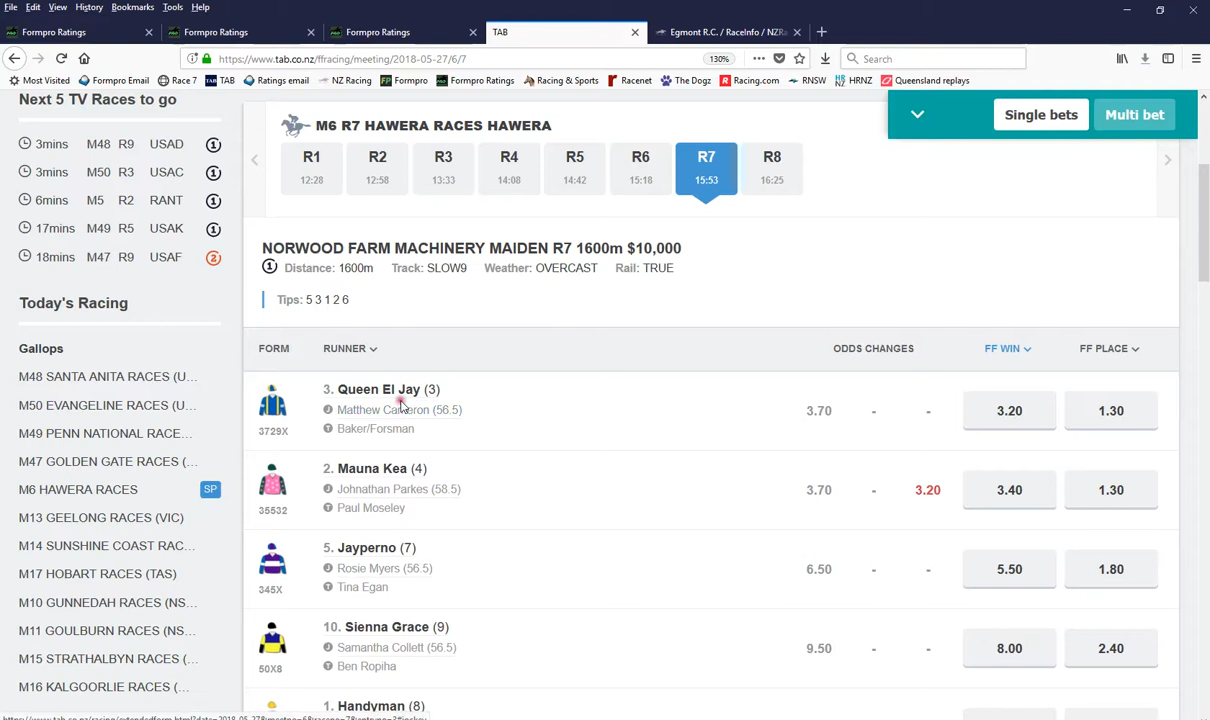 File Edit View History Bookmarks Tools Help
Formpro Ratings Formpro Ratings Formpro Ratings TAB Egmont R.C. / RaceInfo / NZRa
https://www.tab.co.nz/ffracing/meeting/2018-05-27/6/7 130% Search
Most Visited Formpro Email Race 7 TAB Ratings email NZ Racing Formpro Formpro Ratings Racing & Sports Racenet The Dogz Racing.com RNSW HRNZ Queensland replays
Next 5 TV Races to go
3mins M48 R9 USAD 1
3mins M50 R3 USAC 1
6mins M5 R2 RANT 1
17mins M49 R5 USAK 1
18mins M47 R9 USAF 2
Today's Racing
Gallops
M48 SANTA ANITA RACES (U...
M50 EVANGELINE RACES (U...
M49 PENN NATIONAL RACE...
M47 GOLDEN GATE RACES (...
M6 HAWERA RACES SP
M13 GEELONG RACES (VIC)
M14 SUNSHINE COAST RAC...
M17 HOBART RACES (TAS)
M10 GUNNEDAH RACES (NS...
M11 GOULBURN RACES (NS...
M15 STRATHALBYN RACES (...
M16 KALGOORLIE RACES (...
Single bets Multi bet
M6 R7 HAWERA RACES HAWERA
R1 R2 R3 R4 R5 R6 R7 R8
12:28 12:58 13:33 14:08 14:42 15:18 15:53 16:25
NORWOOD FARM MACHINERY MAIDEN R7 1600m $10,000
1 Distance: 1600m Track: SLOW9 Weather: OVERCAST Rail: TRUE
Tips: 5 3 1 2 6
FORM RUNNER ODDS CHANGES FF WIN FF PLACE
3. Queen El Jay (3)
J Matthew Cameron (56.5) 3.70 - - 3.20 1.30
3729X T Baker/Forsman
2. Mauna Kea (4)
J Johnathan Parkes (58.5) 3.70 - 3.20 3.40 1.30
35532 T Paul Moseley
5. Jayperno (7)
J Rosie Myers (56.5) 6.50 - - 5.50 1.80
345X T Tina Egan
10. Sienna Grace (9)
J Samantha Collett (56.5) 9.50 - - 8.00 2.40
50X8 T Ben Ropiha
1. Handyman (8)